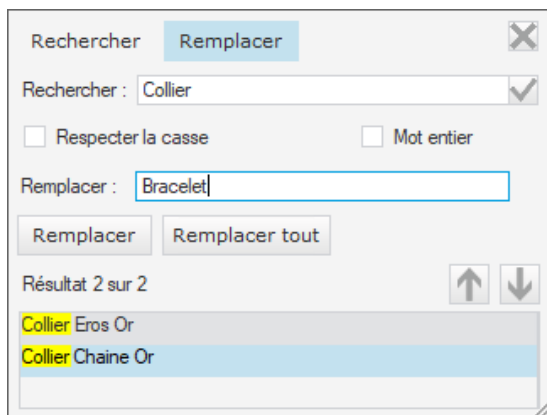 Rechercher Remplacer
Rechercher : Collier
Respecter la casse Mot entier
Remplacer : Bracelet
Remplacer Remplacer tout
Résultat 2 sur 2
Collier Eros Or
Collier Chaine Or